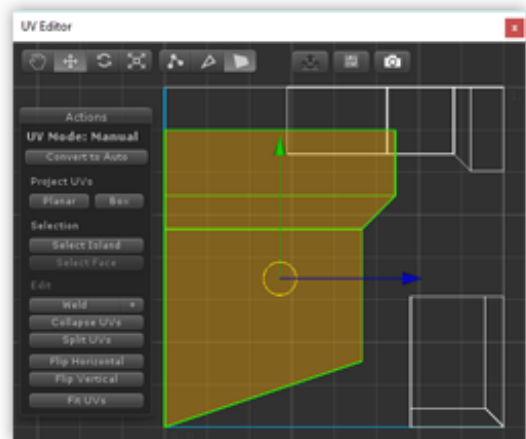 UV Editor
x
Actions
UV Mode: Manual
Convert to Auto
Project UVs
Planar Box
Selection
Select Island
Select Face
Edit
Weld +
Collapse UVs
Split UVs
Flip Horizontal
Flip Vertical
Fit UVs